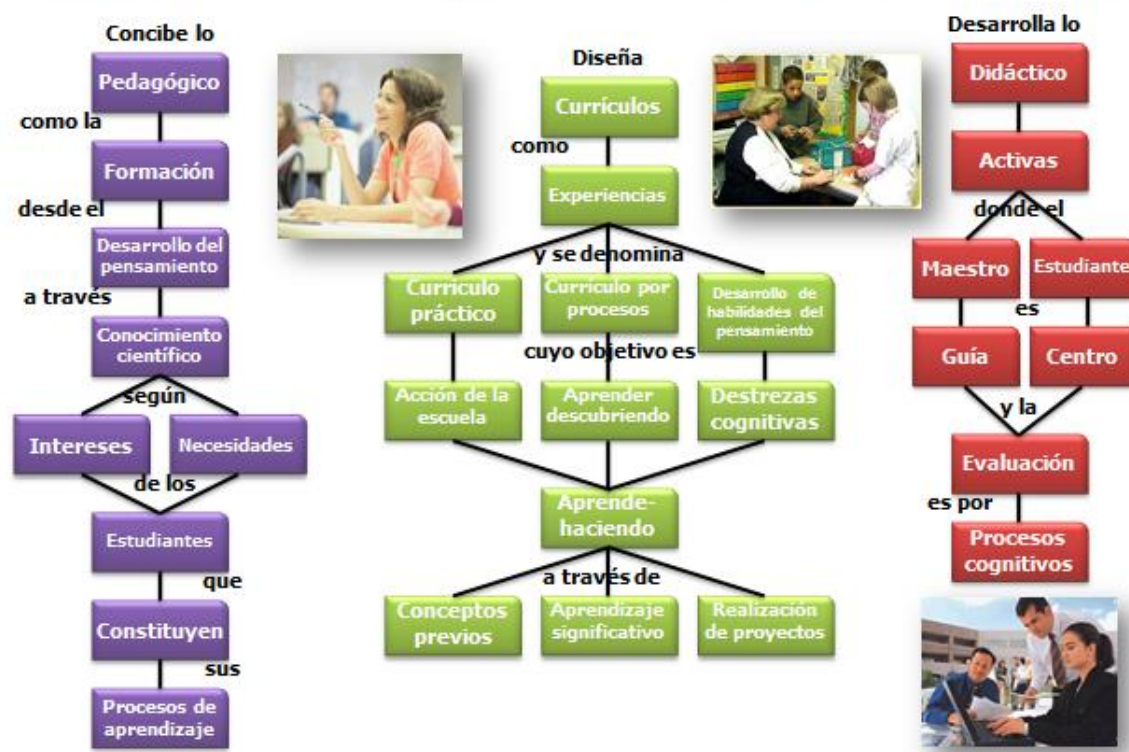 Concibe lo
Pedagógico
como la
Formación
desde el
Desarrollo del
pensamiento
a través
Conocimiento
científico
según
Intereses
Necesidades
de los
Estudiantes
que
Constituyen
sus
Procesos de
aprendizaje
Diseña
Currículos
como
Experiencias
y se denomina
Currículo
práctico
Currículo por
procesos
Desarrollo de
habilidades del
pensamiento
cuyo objetivo es
Acción de la
escuela
Aprender
descubriendo
Destrezas
cognitivas
Aprende-
haciendo
a través de
Conceptos
previos
Aprendizaje
significativo
Realización
de proyectos
Desarrolla lo
Didáctico
Activas
donde el
Maestro
Estudiante
es
Guía
Centro
y la
Evaluación
es por
Procesos
cognitivos